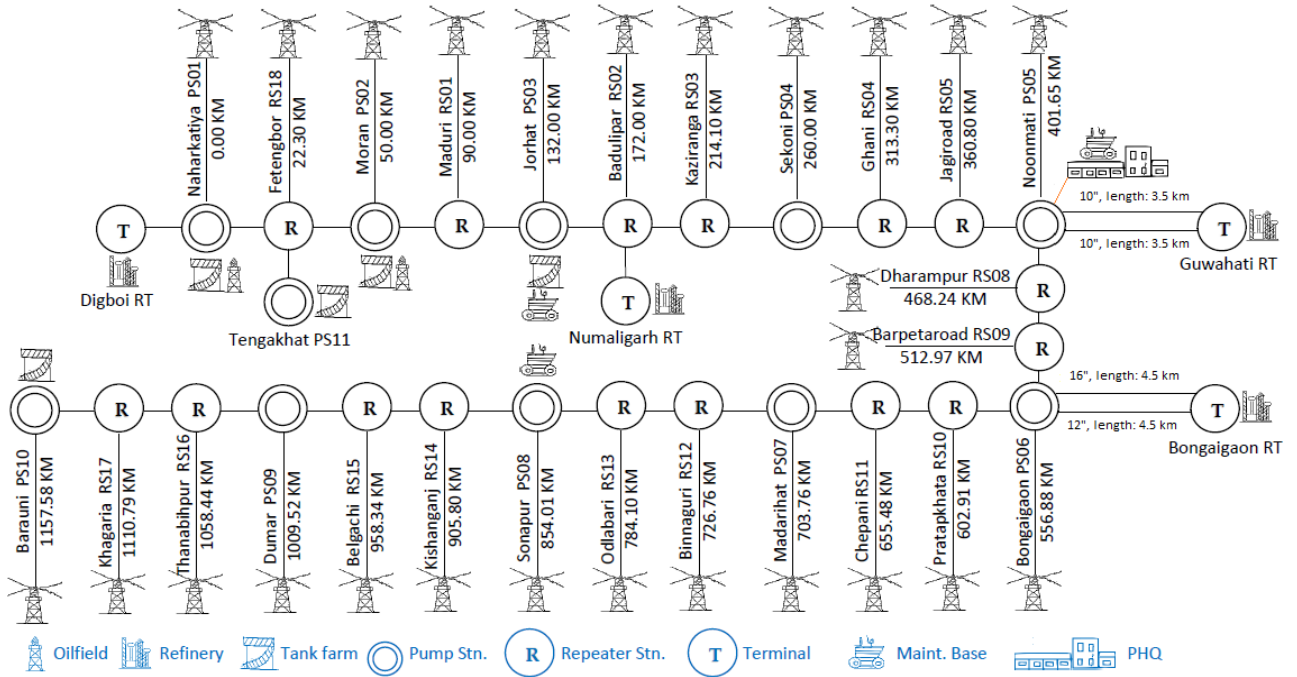 Naharkatiya PS01
0.00 KM
Fetengbor RS18
22.30 KM
Moran PS02
50.00 KM
Maduri RS01
90.00 KM
Jorhat PS03
132.00 KM
Badulipar RS02
172.00 KM
Kaziranga RS03
214.10 KM
Sekoni PS04
260.00 KM
Ghani RS04
313.30 KM
Jagiroad RS05
360.80 KM
Noonmati PS05
401.65 KM
T
R
R
R
R
R
R
T
10", length: 3.5 km
10", length: 3.5 km
Digboi RT
Guwahati RT
Tengakhat PS11
T
Numaligarh RT
Dharampur RS08
468.24 KM
R
Barpetaroad RS09
512.97 KM
R
R
R
R
R
R
R
R
R
16", length: 4.5 km
12", length: 4.5 km
T
Bongaigaon RT
Barauni PS10
1157.58 KM
Khagaria RS17
1110.79 KM
Thanabihpur RS16
1058.44 KM
Dumar PS09
1009.52 KM
Belgachi RS15
958.34 KM
Kishanganj RS14
905.80 KM
Sonapur PS08
854.01 KM
Odlabari RS13
784.10 KM
Binnaguri RS12
726.76 KM
Madarihat PS07
703.76 KM
Chepani RS11
655.48 KM
Pratapkhata RS10
602.91 KM
Bongaigaon PS06
556.88 KM
Oilfield
Refinery
Tank farm
Pump Stn.
R Repeater Stn.
T Terminal
Maint. Base
PHQ